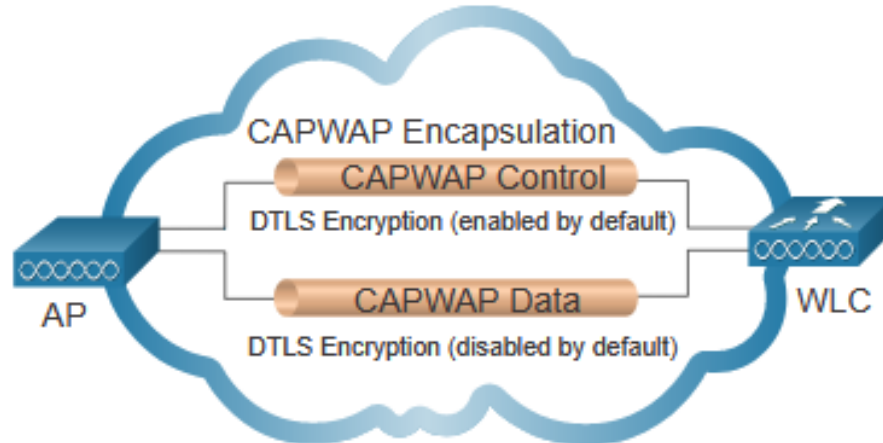 CAPWAP Encapsulation
CAPWAP Control
DTLS Encryption (enabled by default)
AP
WLC
CAPWAP Data
DTLS Encryption (disabled by default)